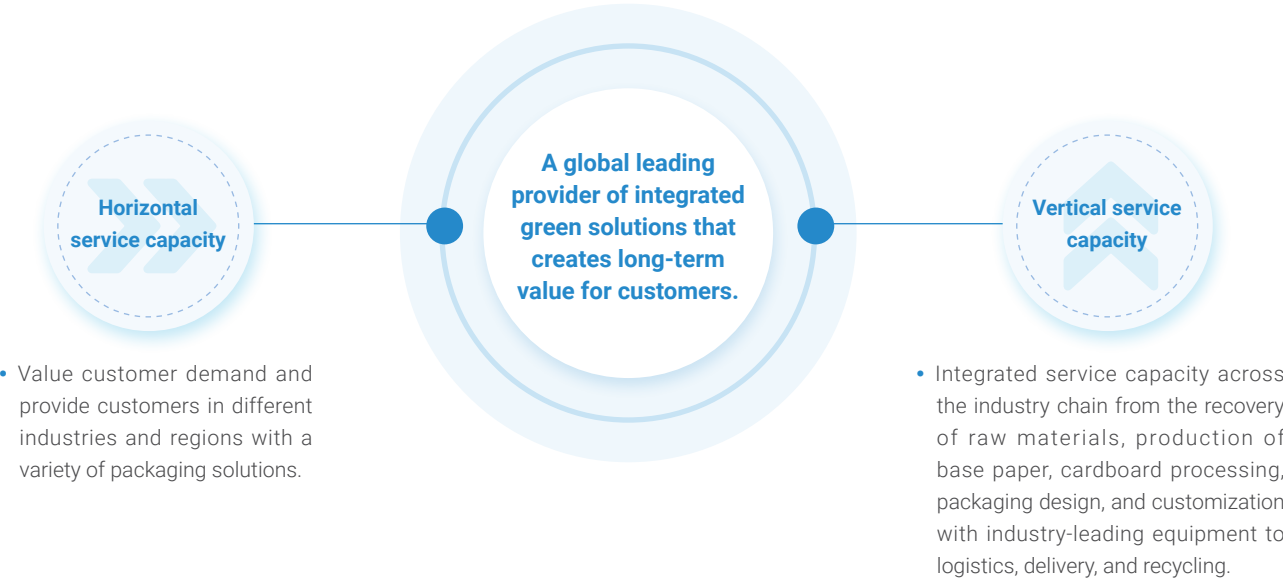 Horizontal
service capacity
• Value customer demand and
provide customers in different
industries and regions with a
variety of packaging solutions.
A global leading
provider of integrated
green solutions that
creates long-term
value for customers.
Vertical service
capacity
• Integrated service capacity across
the industry chain from the recovery
of raw materials, production of
base paper, cardboard processing,
packaging design, and customization
with industry-leading equipment to
logistics, delivery, and recycling.